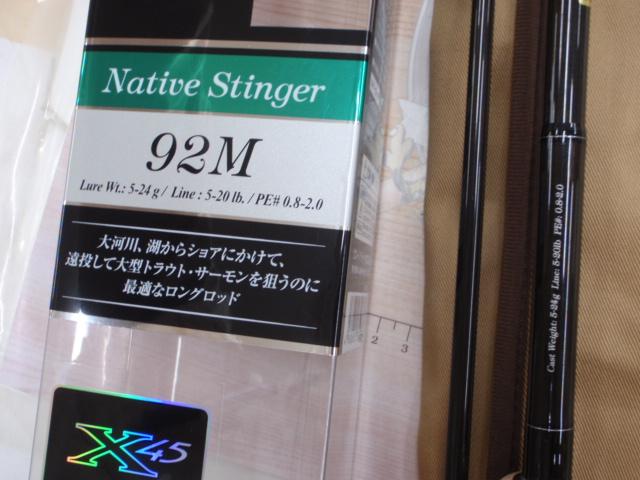 Native Stinger
92M
Lure Wt.: 5-24 g / Line : 5-20 lb. / PE# 0.8-2.0
大河川、湖からショアにかけて、
遠投して大型トラウト・サーモンを狙うのに
最適なロングロッド
X45
2 3
Cast Weight: 5-24g Line: 5-20lb PE#: 0.8-2.0